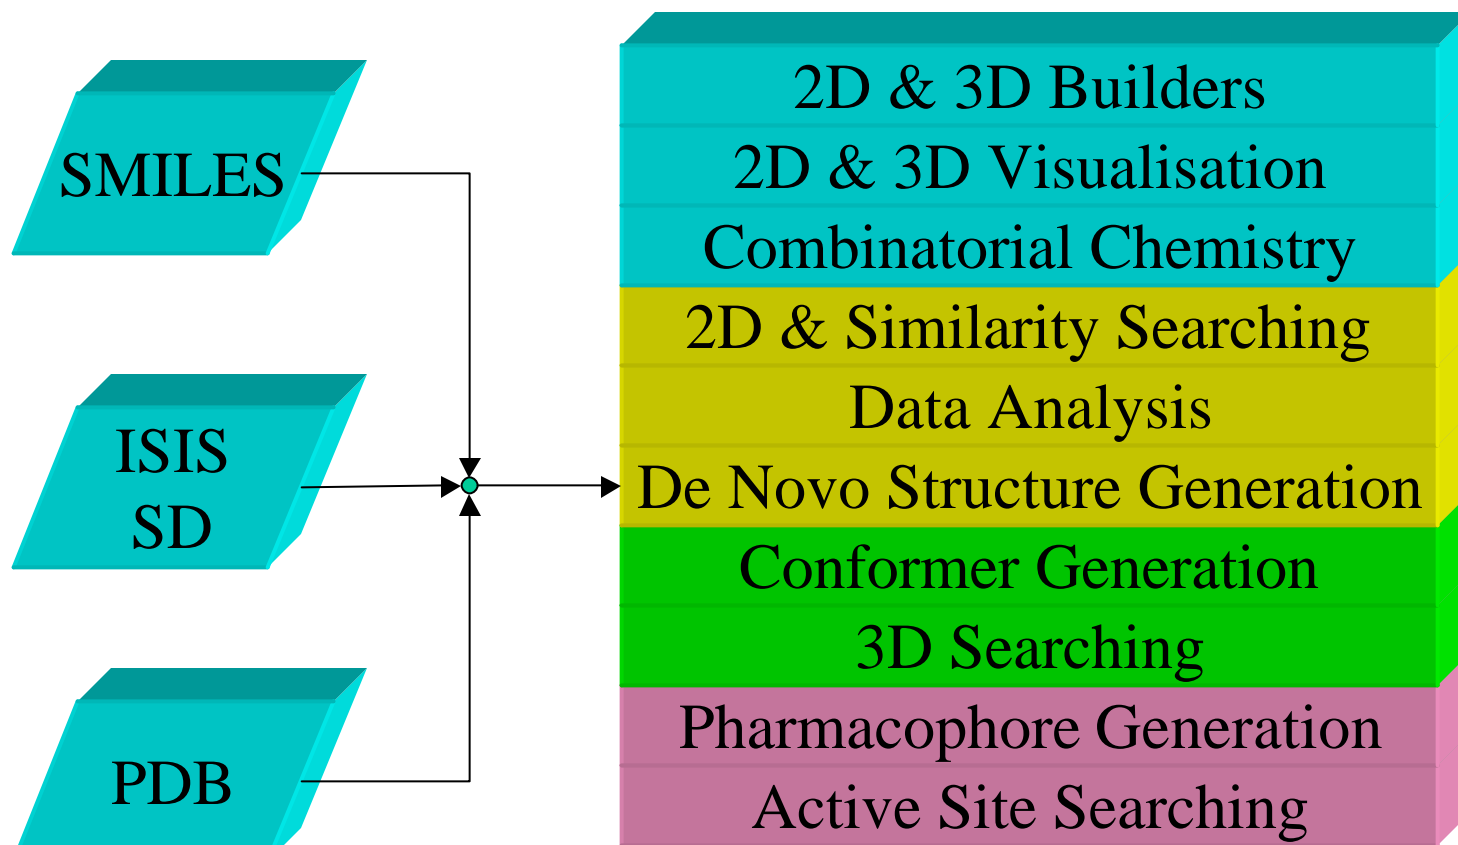 SMILES
ISIS
SD
PDB
2D & 3D Builders
2D & 3D Visualisation
Combinatorial Chemistry
2D & Similarity Searching
Data Analysis
De Novo Structure Generation
Conformer Generation
3D Searching
Pharmacophore Generation
Active Site Searching